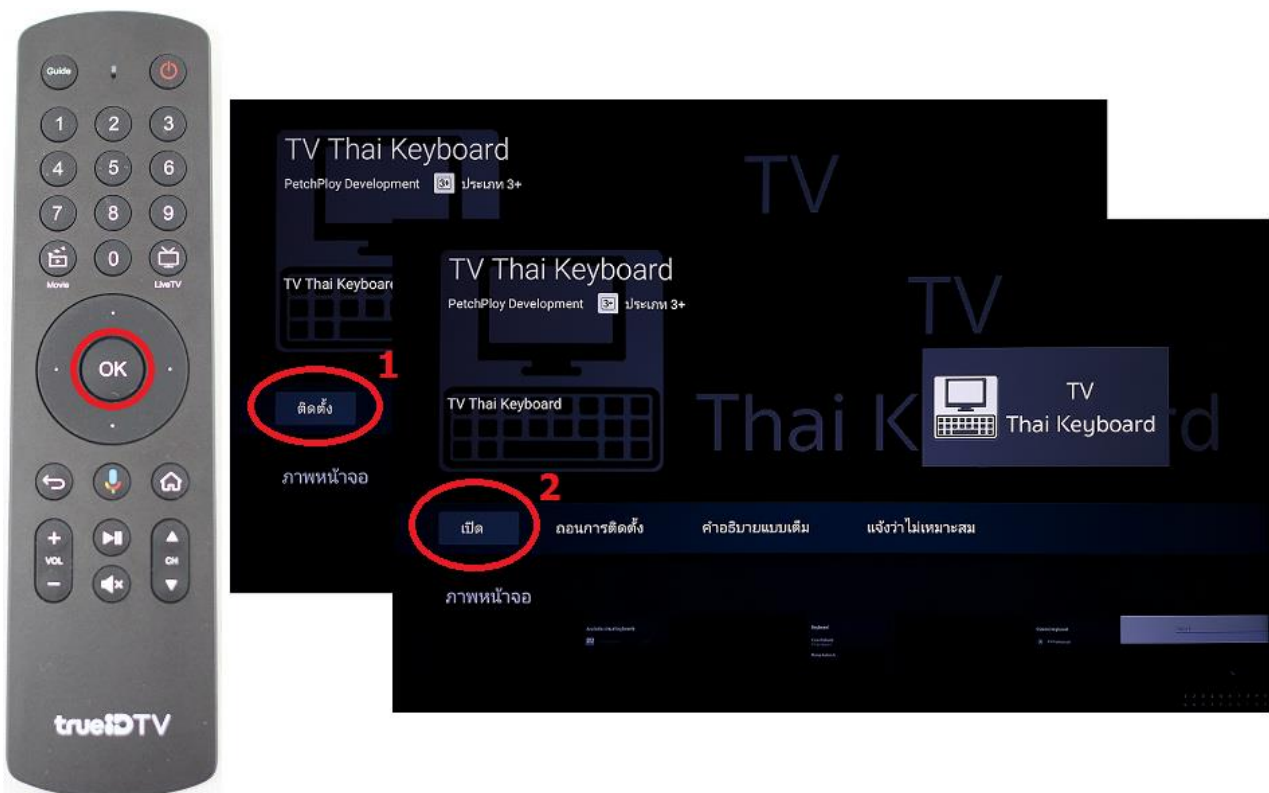 Guide
1 2 3
4 5 6
7 8 9
0
Movie LiveTV
OK
+
VOL CH
-
trueIDTV
TV Thai Keyboard
PetchPloy Development 3+ ประเภท 3+
TV
TV Thai Keyboard
1
ติดตั้ง
ภาพหน้าจอ
TV Thai Keyboard
PetchPloy Development 3+ ประเภท 3+
TV
Thai Keyboard
TV Thai Keyboard
TV
Thai Keyboard
2
เปิด ถอนการติดตั้ง คำอธิบายแบบเต็ม แจ้งว่าไม่เหมาะสม
ภาพหน้าจอ